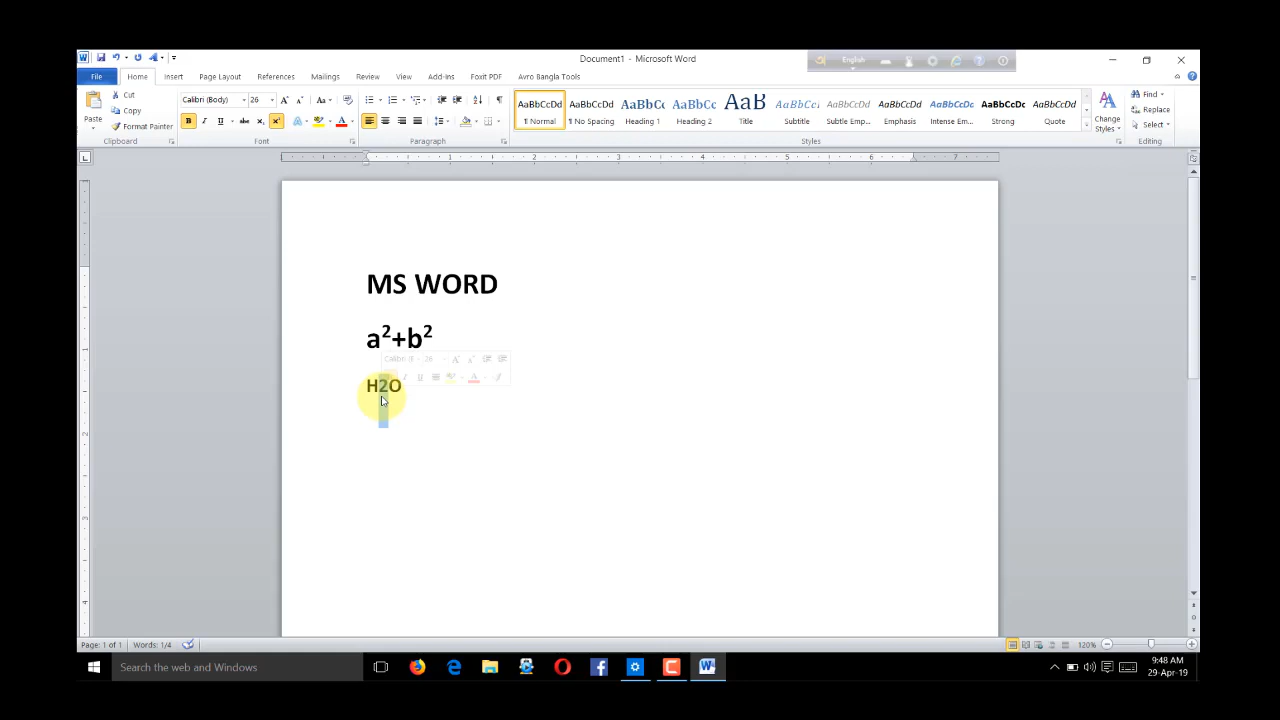 Document1 - Microsoft Word
English
File Home Insert Page Layout References Mailings Review View Add-Ins Foxit PDF Avro Bangla Tools
Paste
Cut
Copy
Format Painter
Clipboard
Calibri (Body) 26
Font
Paragraph
AaBbCcDd AaBbCcDd AaBbCc AaBbCc AaB AaBbCcDd AaBbCcDd AaBbCcDd AaBbCcDd AaBbCcDc AaBbCcDd
¶ Normal ¶ No Spacing Heading 1 Heading 2 Title Subtitle Subtle Emp... Emphasis Intense Em... Strong Quote
Styles
Change Styles
Find
Replace
Select
Editing
MS WORD
a²+b²
H2O
Page: 1 of 1 Words: 1/4
120%
Search the web and Windows
9:48 AM
29-Apr-19